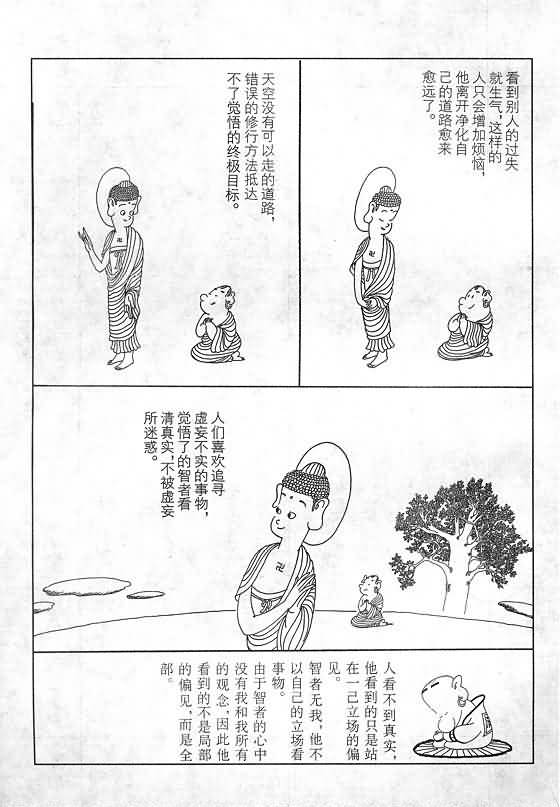 看到别人的过失
就生气，这样的
人只会增加烦恼，
他离开净化自
己的道路愈来
愈远了。
天空没有可以走的道路，
错误的修行方法抵达
不了觉悟的终极目标。
人们喜欢追寻
虚妄不实的事物，
觉悟了的智者看
清真实，不被虚妄
所迷惑。
人看不到真实，
他看到的只是站
在一己立场的偏
见。
智者无我，他不
以自己的立场看
事物。
由于智者的心中
没有我和我所有
的观念，因此他
看到的不是局部
的偏见，而是全
部。